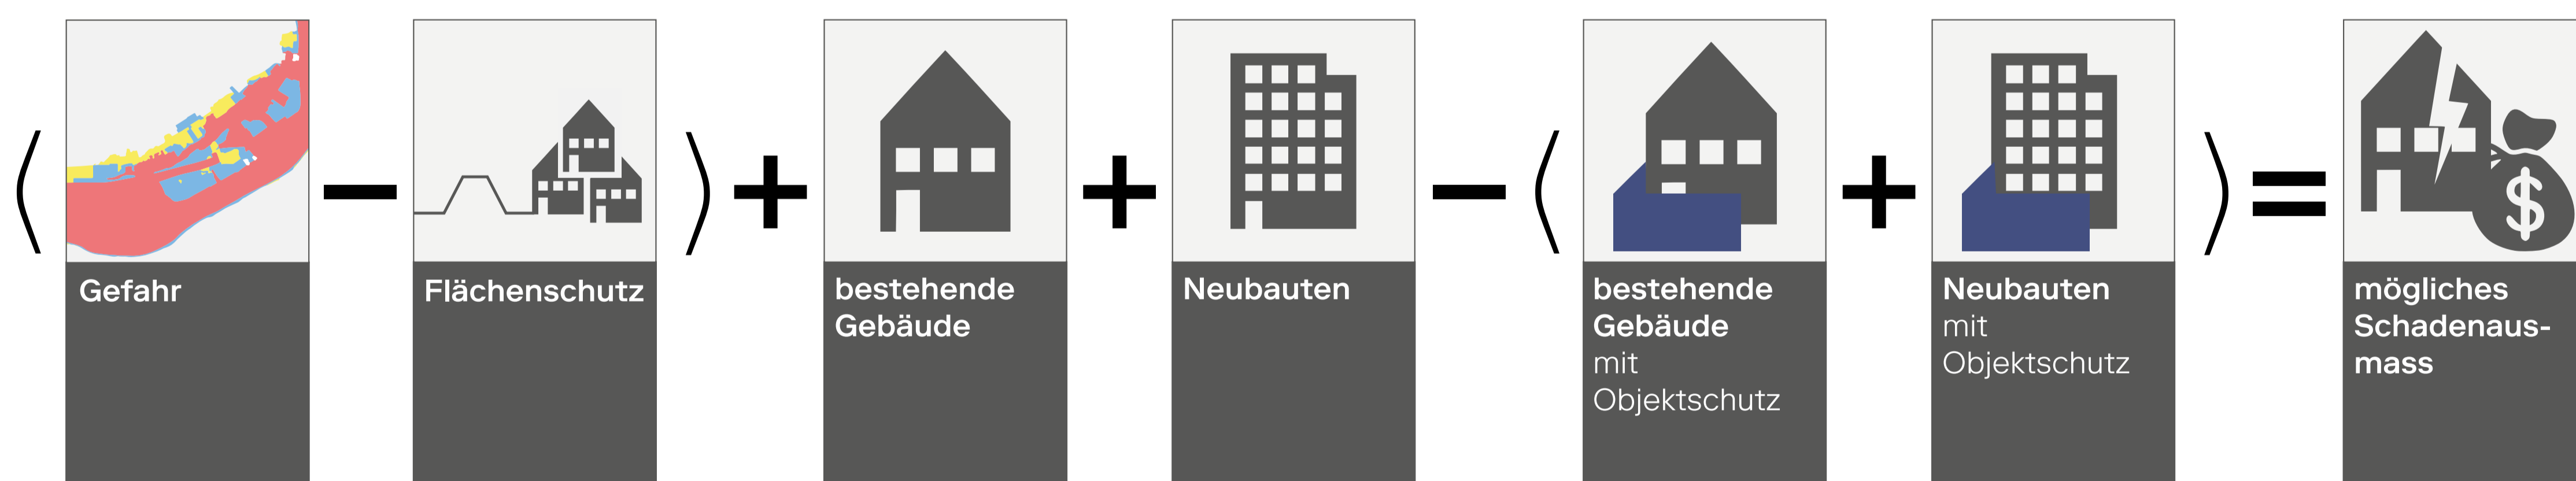 Gefahr
Flächenschutz
bestehende
Gebäude
Neubauten
bestehende
Gebäude
mit
Objektschutz
Neubauten
mit
Objektschutz
mögliches
Schadenaus-
mass